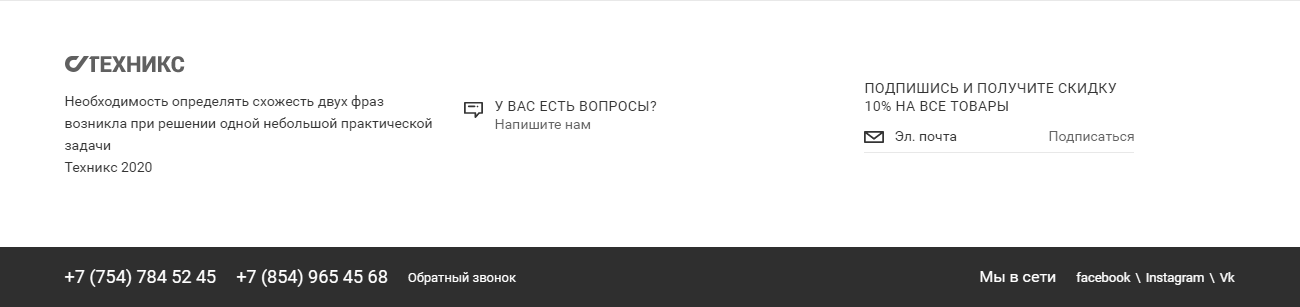 ТЕХНИКС
Необходимость определять схожесть двух фраз
возникла при решении одной небольшой практической
задачи
Техникс 2020
У ВАС ЕСТЬ ВОПРОСЫ?
Напишите нам
ПОДПИШИСЬ И ПОЛУЧИТЕ СКИДКУ
10% НА ВСЕ ТОВАРЫ
Эл. почта Подписаться
+7 (754) 784 52 45 +7 (854) 965 45 68 Обратный звонок Мы в сети facebook \ Instagram \ Vk